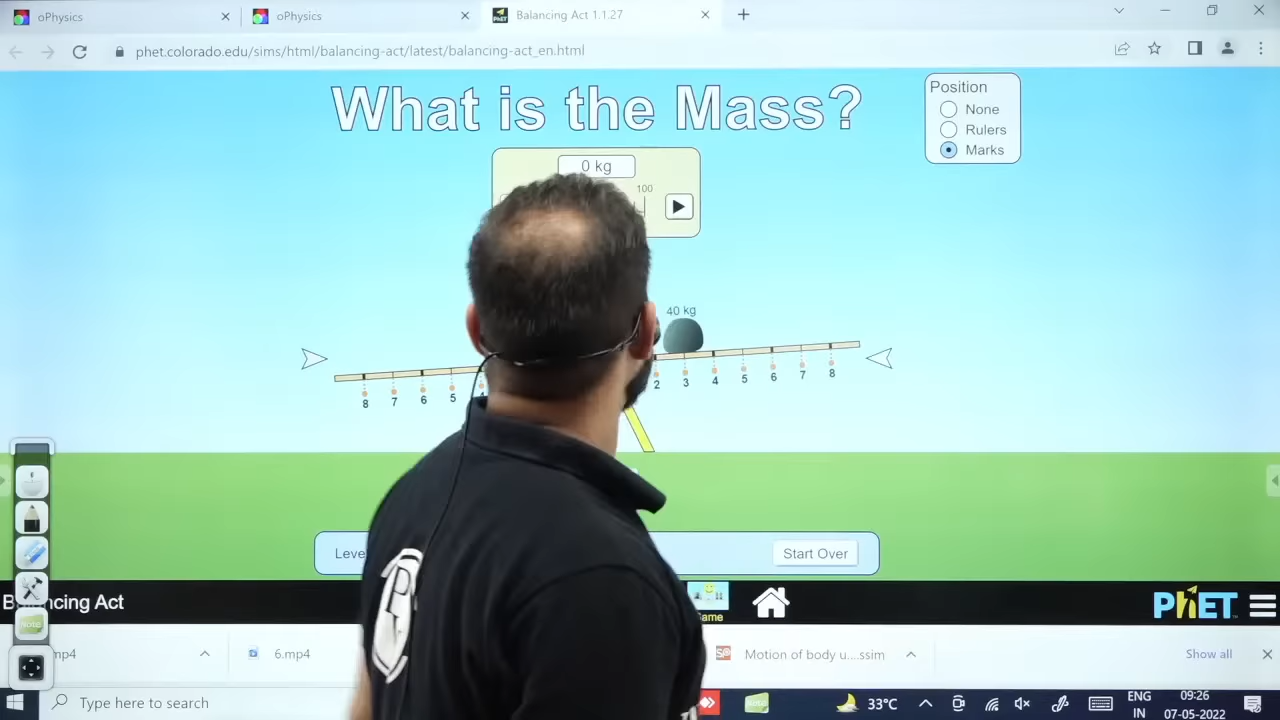 oPhysics
oPhysics
Balancing Act 1.1.27
phet.colorado.edu/sims/html/balancing-act/latest/balancing-act_en.html
What is the Mass?
Position
None
Rulers
Marks
0 kg
100
40 kg
8 7 6 5
2 3 4 5 6 7 8
Start Over
PhET
mp4
6.mp4
Motion of body u....ssim
Show all
Type here to search
33°C
ENG
IN
09:26
07-05-2022